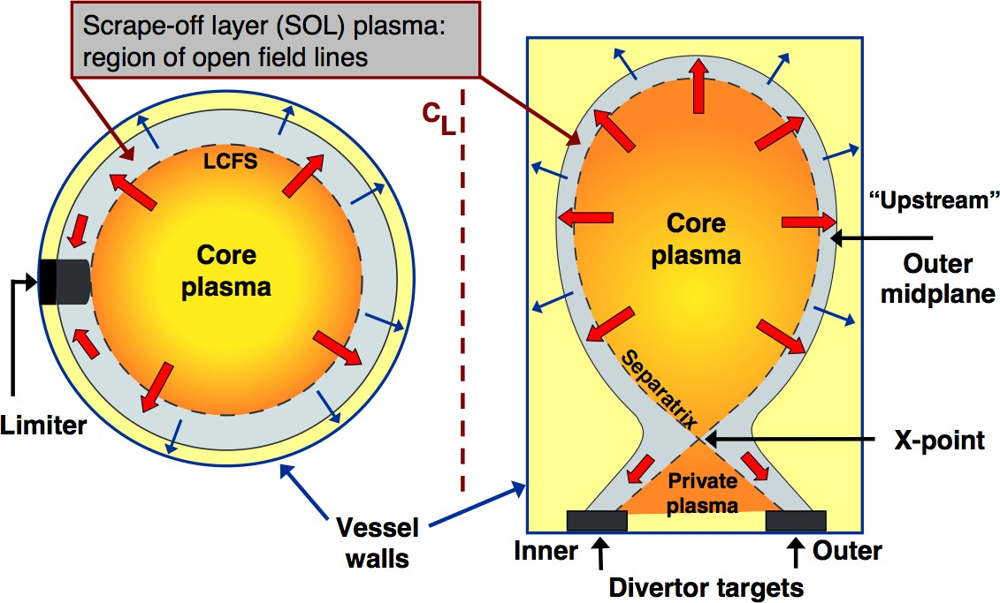 Scrape-off layer (SOL) plasma:
region of open field lines
CL
LCFS
Core
plasma
Limiter
Vessel
walls
Core
plasma
"Upstream"
Outer
midplane
Separatrix
X-point
Private
plasma
Inner
Outer
Divertor targets